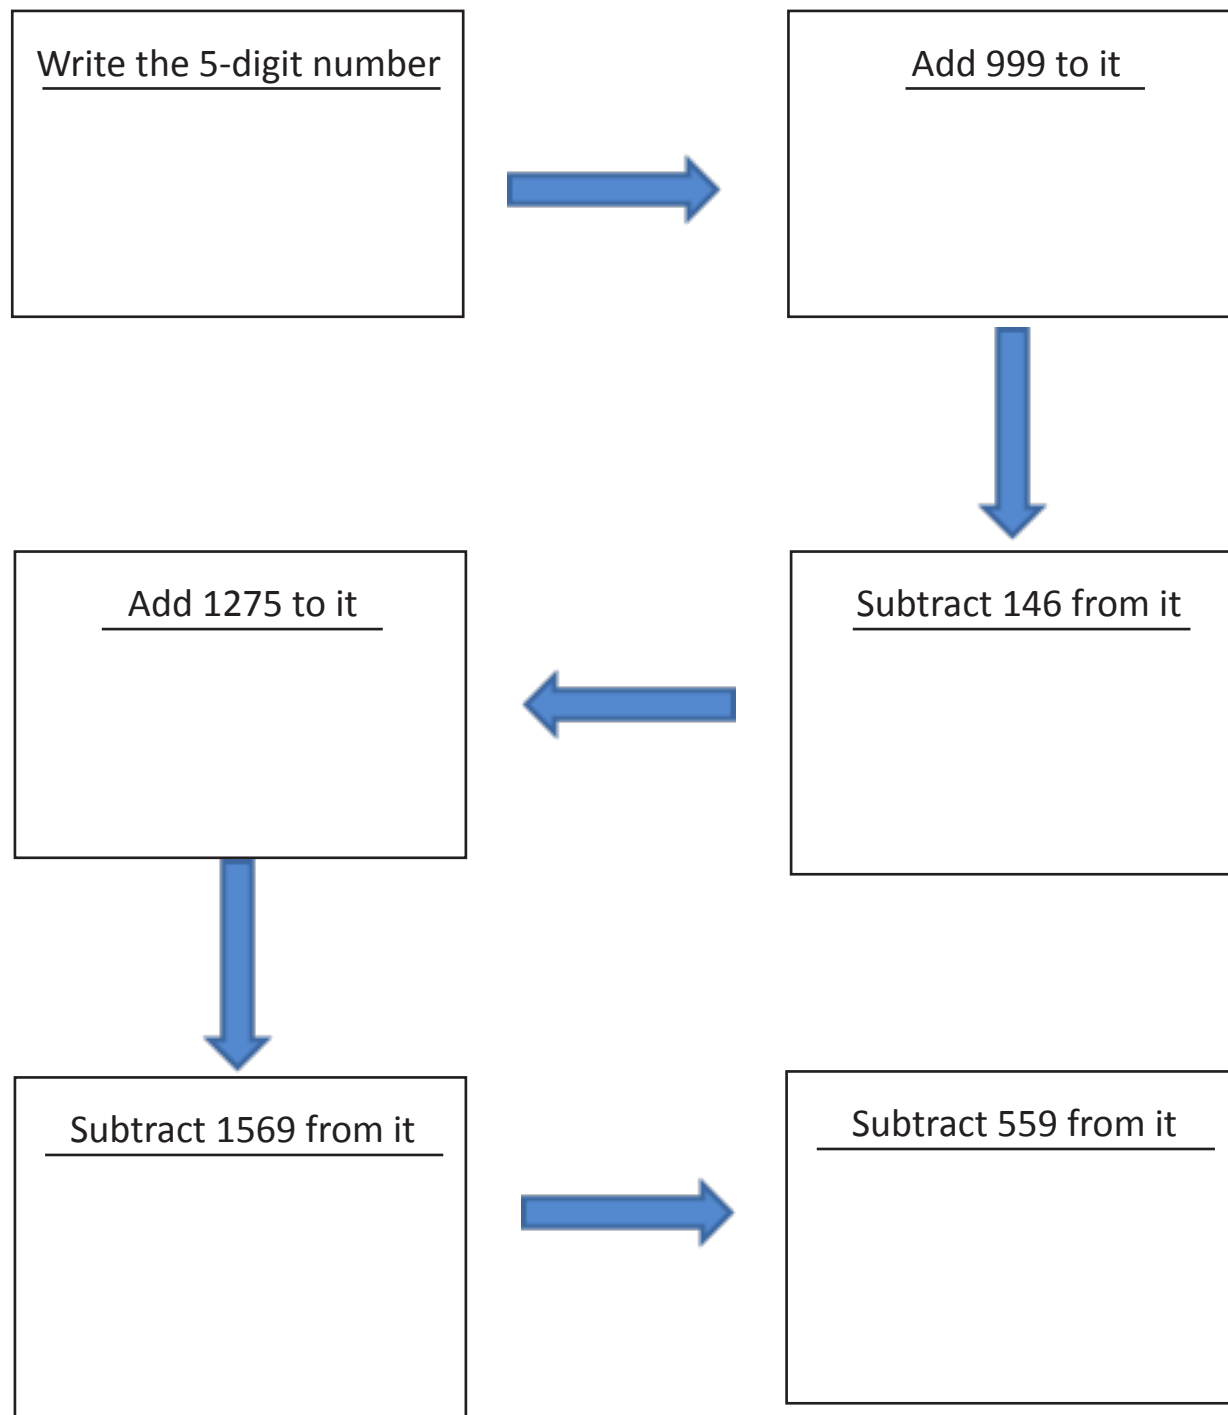 Write the 5-digit number
Add 999 to it
Subtract 146 from it
Add 1275 to it
Subtract 1569 from it
Subtract 559 from it